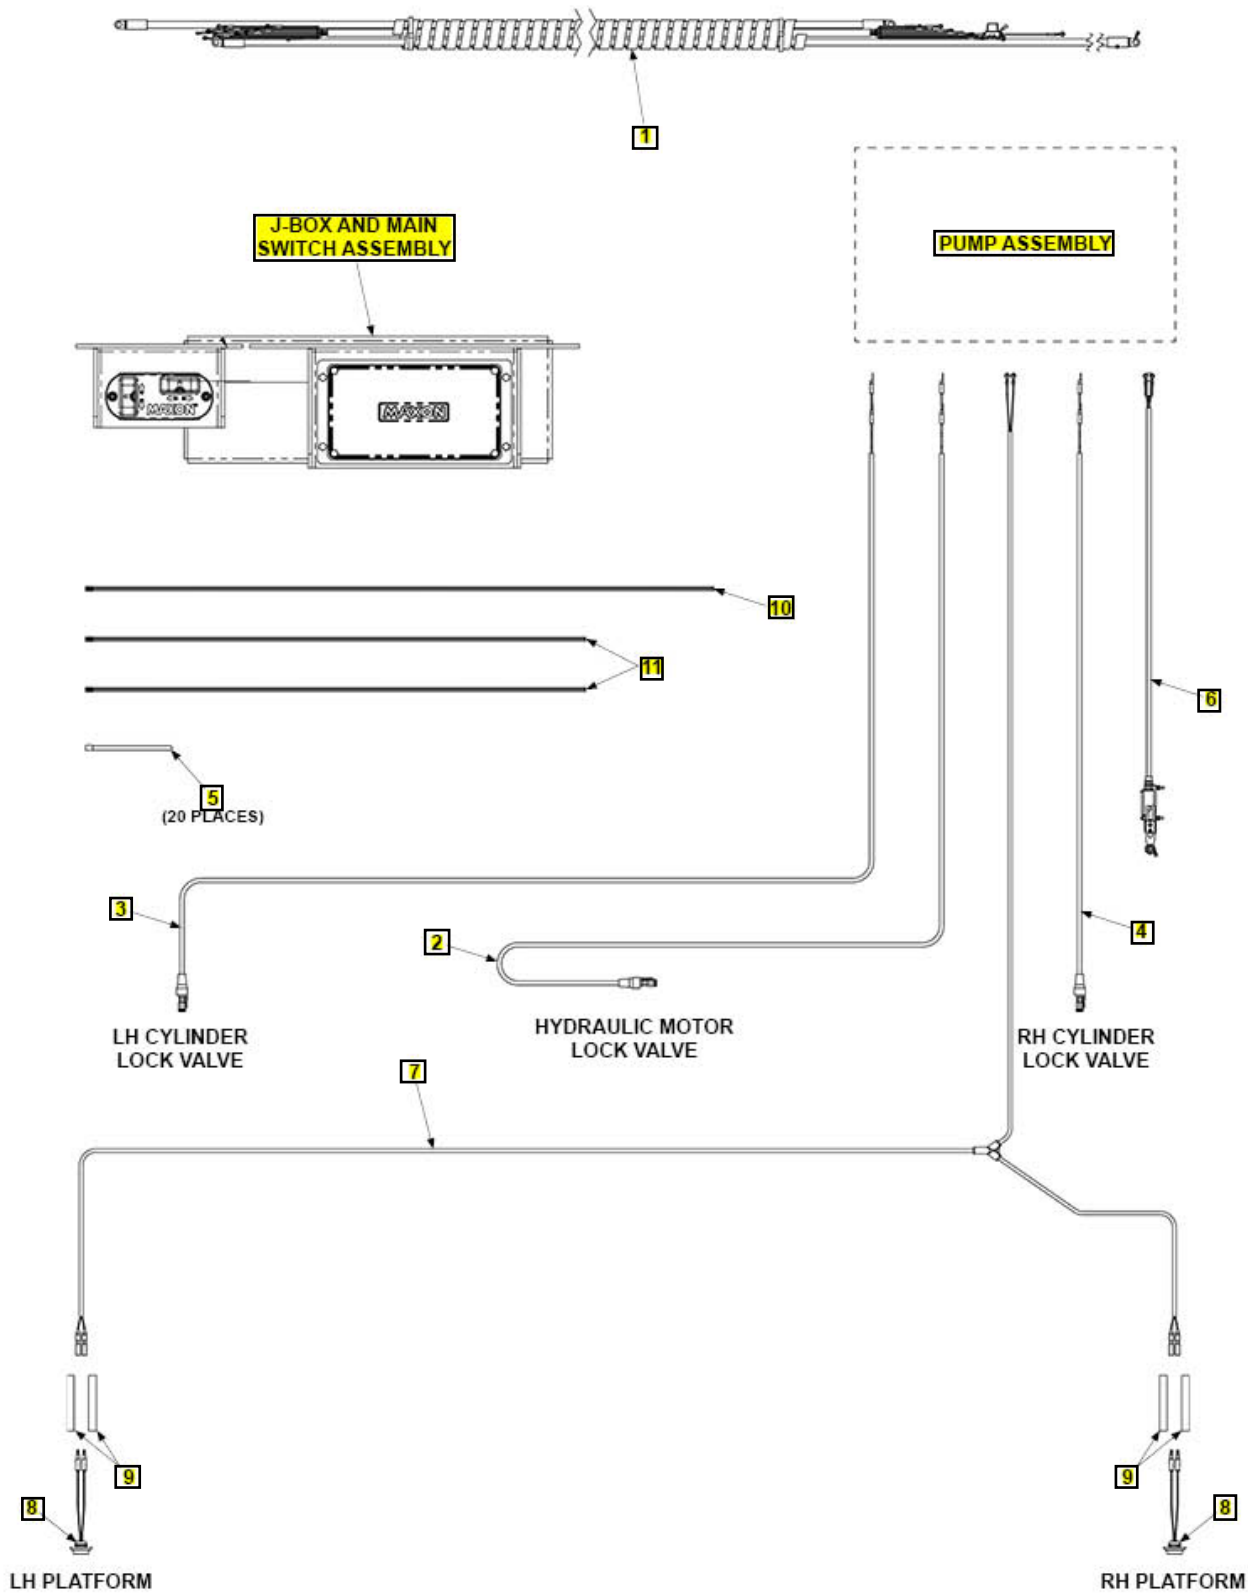 1
J-BOX AND MAIN
SWITCH ASSEMBLY
PUMP ASSEMBLY
MAXON
MAXON
10
11
6
5
(20 PLACES)
3
2
4
LH CYLINDER
LOCK VALVE
HYDRAULIC MOTOR
LOCK VALVE
RH CYLINDER
LOCK VALVE
7
9
9
8
8
LH PLATFORM
RH PLATFORM